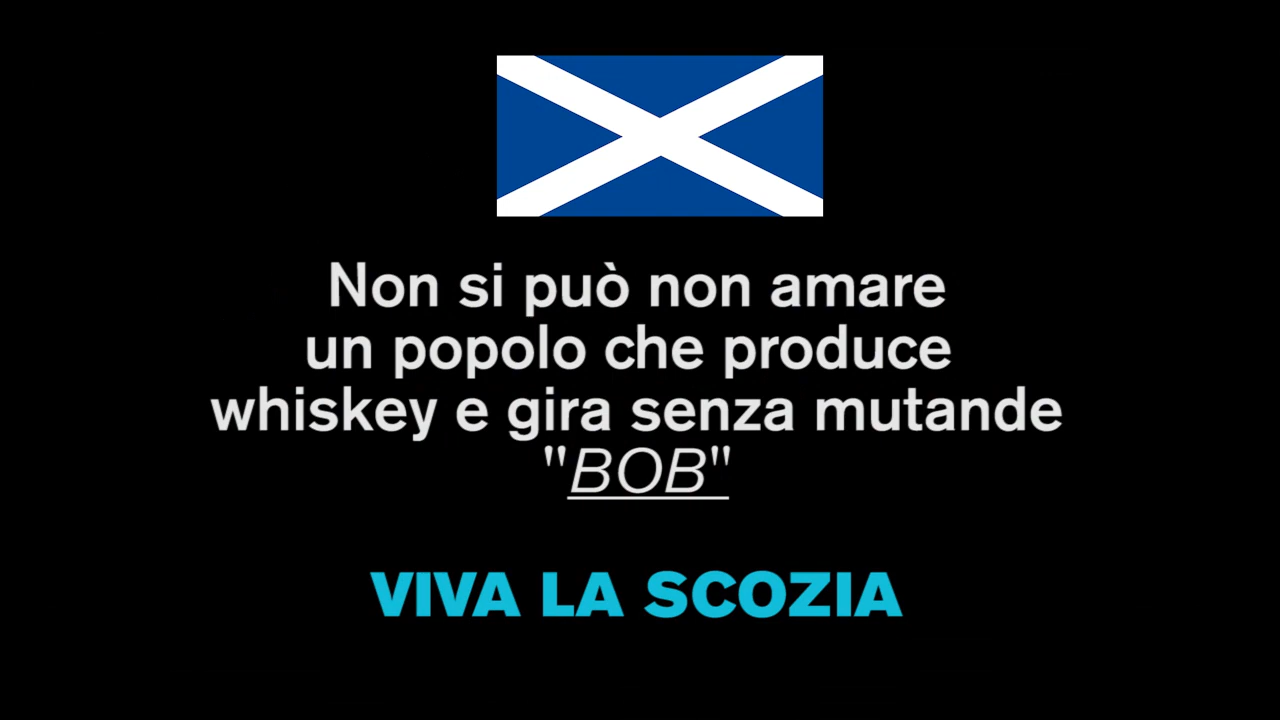 Non si può non amare
un popolo che produce
whiskey e gira senza mutande
"BOB"
VIVA LA SCOZIA